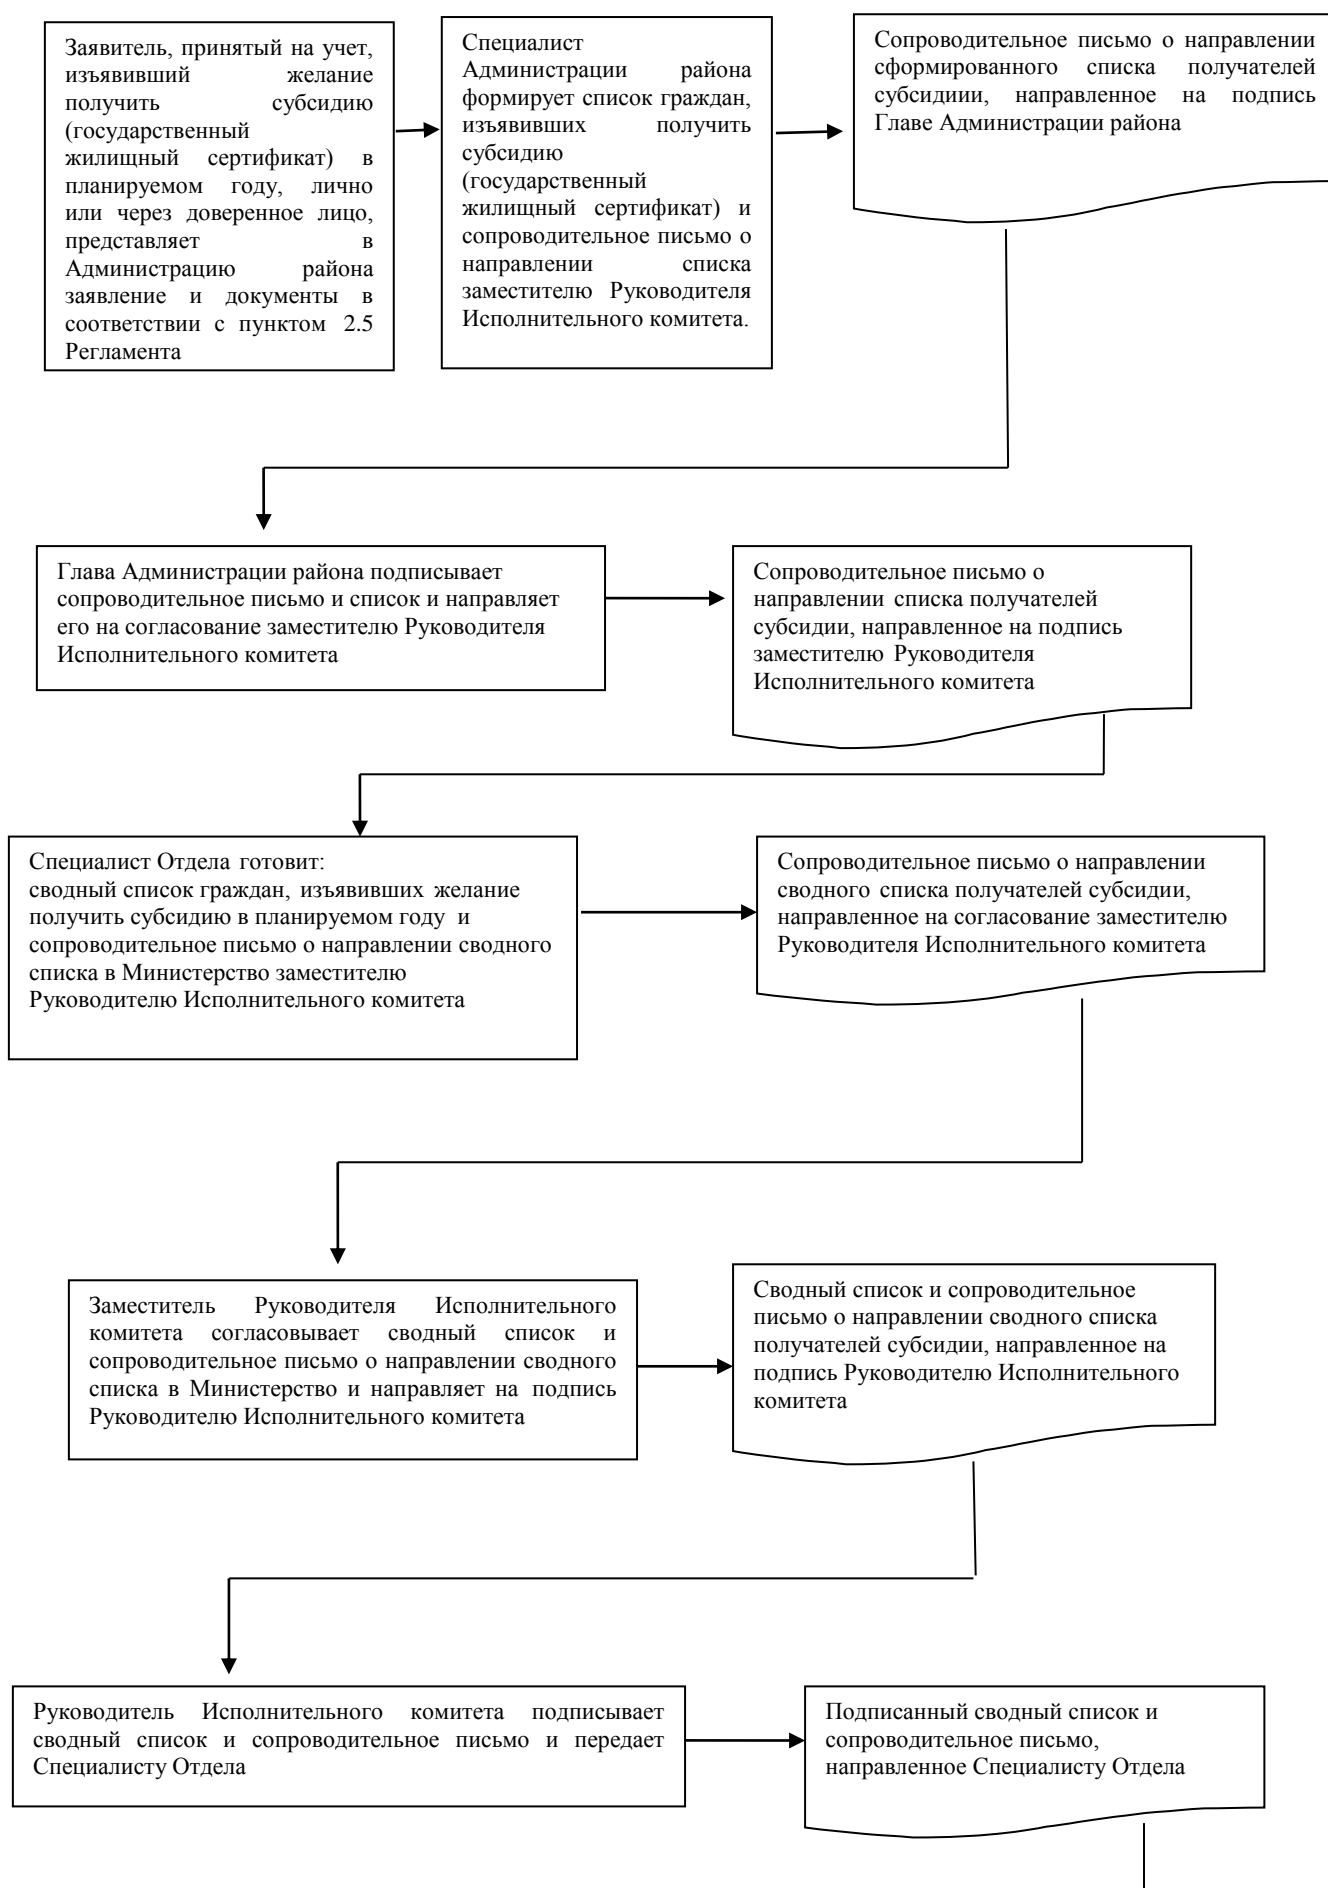 Заявитель, принятый на учет,
изъявивший желание
получить субсидию
(государственный
жилищный сертификат) в
планируемом году, лично
или через доверенное лицо,
представляет в
Администрацию района
заявление и документы в
соответствии с пунктом 2.5
Регламента
Специалист
Администрации района
формирует список граждан,
изъявивших получить
субсидию
(государственный
жилищный сертификат) и
сопроводительное письмо о
направлении списка
заместителю Руководителя
Исполнительного комитета.
Сопроводительное письмо о направлении
сформированного списка получателей
субсидиии, направленное на подпись
Главе Администрации района
Глава Администрации района подписывает
сопроводительное письмо и список и направляет
его на согласование заместителю Руководителя
Исполнительного комитета
Сопроводительное письмо о
направлении списка получателей
субсидии, направленное на подпись
заместителю Руководителя
Исполнительного комитета
Специалист Отдела готовит:
сводный список граждан, изъявивших желание
получить субсидию в планируемом году и
сопроводительное письмо о направлении сводного
списка в Министерство заместителю
Руководителю Исполнительного комитета
Сопроводительное письмо о направлении
сводного списка получателей субсидии,
направленное на согласование заместителю
Руководителя Исполнительного комитета
Заместитель Руководителя Исполнительного
комитета согласовывает сводный список и
сопроводительное письмо о направлении сводного
списка в Министерство и направляет на подпись
Руководителю Исполнительного комитета
Сводный список и сопроводительное
письмо о направлении сводного списка
получателей субсидии, направленное на
подпись Руководителю Исполнительного
комитета
Руководитель Исполнительного комитета подписывает
сводный список и сопроводительное письмо и передает
Специалисту Отдела
Подписанный сводный список и
сопроводительное письмо,
направленное Специалисту Отдела